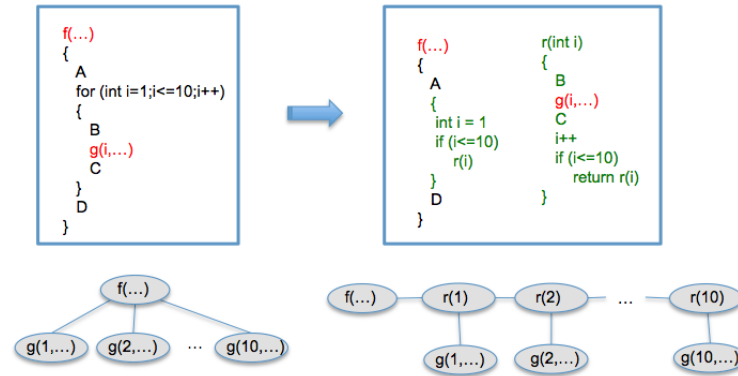 f(…)
{
A
for (int i=1;i<=10;i++)
{
B
g(i,…)
C
}
D
}
f(…)
{
A
{
int i = 1
if (i<=10)
r(i)
}
D
}
r(int i)
{
B
g(i,…)
C
i++
if (i<=10)
return r(i)
}
f(…)
g(1,…) g(2,…) … g(10,…)
f(…) r(1) r(2) … r(10)
g(1,…) g(2,…) g(10,…)